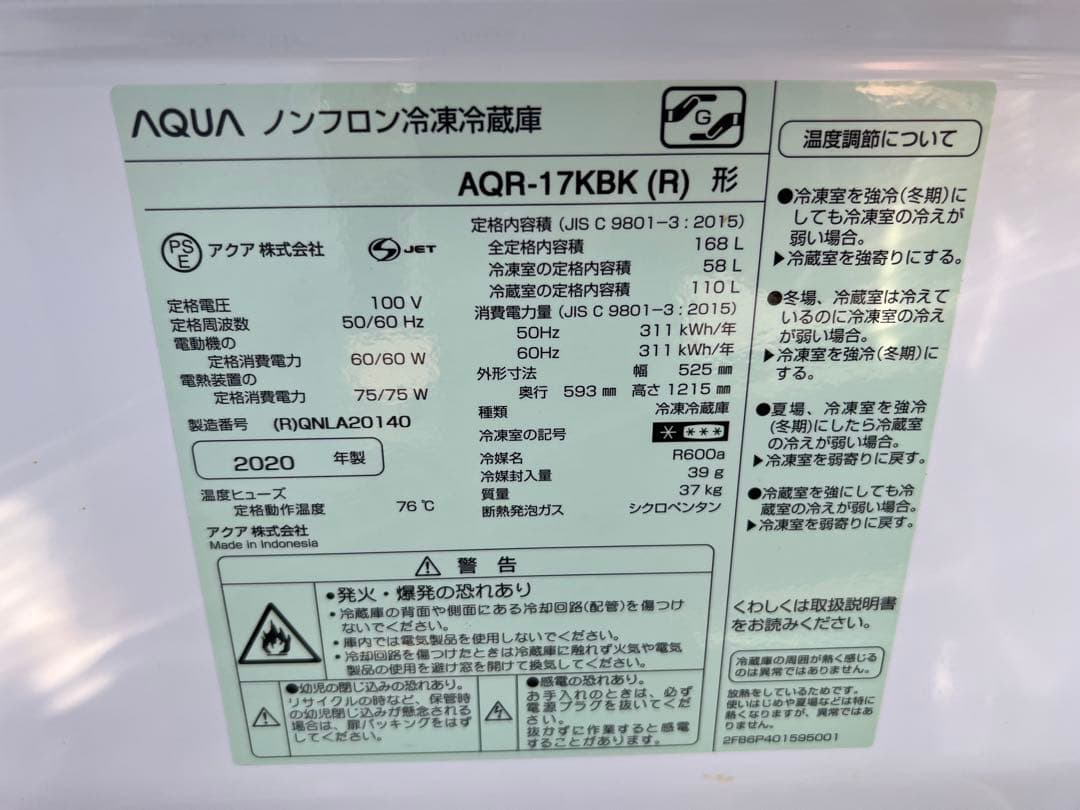 AQUA ノンフロン冷凍冷蔵庫
G
AQR-17KBK (R) 形
PS
E
アクア 株式会社
S JET
定格電圧 100 V
定格周波数 50/60 Hz
電動機の
定格消費電力 60/60 W
電熱装置の
定格消費電力 75/75 W
製造番号 (R)QNLA20140
2020 年製
温度ヒューズ
定格動作温度 76 ℃
アクア 株式会社
Made in Indonesia
定格内容積 (JIS C 9801-3 : 2015)
全定格内容積 168 L
冷凍室の定格内容積 58 L
冷蔵室の定格内容積 110 L
消費電力量 (JIS C 9801-3 : 2015)
50Hz 311 kWh/年
60Hz 311 kWh/年
外形寸法 幅 525 ㎜
奥行 593 ㎜ 高さ 1215 ㎜
種類 冷凍冷蔵庫
冷凍室の記号 * ***
冷媒名 R600a
冷媒封入量 39 g
質量 37 kg
断熱発泡ガス シクロペンタン
⚠ 警 告
●発火・爆発の恐れあり
・冷蔵庫の背面や側面にある冷却回路(配管)を傷つけ
ないでください。
・庫内では電気製品を使用しないでください。
・冷却回路を傷つけたときは冷蔵庫に触れず火気や電気
製品の使用を避け窓を開けて換気してください。
●幼児の閉じ込みの恐れあり。
リサイクルの時など、保管時
の幼児閉じ込みが懸念される
場合は、扉パッキングをはず
してください。
●感電の恐れあり。
お手入れのときは、必ず
電源プラグを抜いてくだ
さい。
抜かずに作業すると感電
することがあります。
温度調節について
●冷凍室を強冷(冬期)に
しても冷凍室の冷えが
弱い場合。
▶冷蔵室を強寄りにする。
●冬場、冷蔵室は冷えて
いるのに冷凍室の冷え
が弱い場合。
▶冷凍室を強冷(冬期)に
する。
●夏場、冷凍室を強冷
(冬期)にしたら冷蔵室
の冷えが弱い場合。
▶冷凍室を弱寄りに戻す。
●冷蔵室を強にしても冷
蔵室の冷えが弱い場合。
▶冷凍室を弱寄りに戻す。
くわしくは取扱説明書
をお読みください。
冷蔵庫の周囲が熱く感じる
のは異常ではありません。
放熱をしているためです。
使いはじめや夏場などは特に
熱くなりますが、異常ではあ
りません。
2FB6P401595001